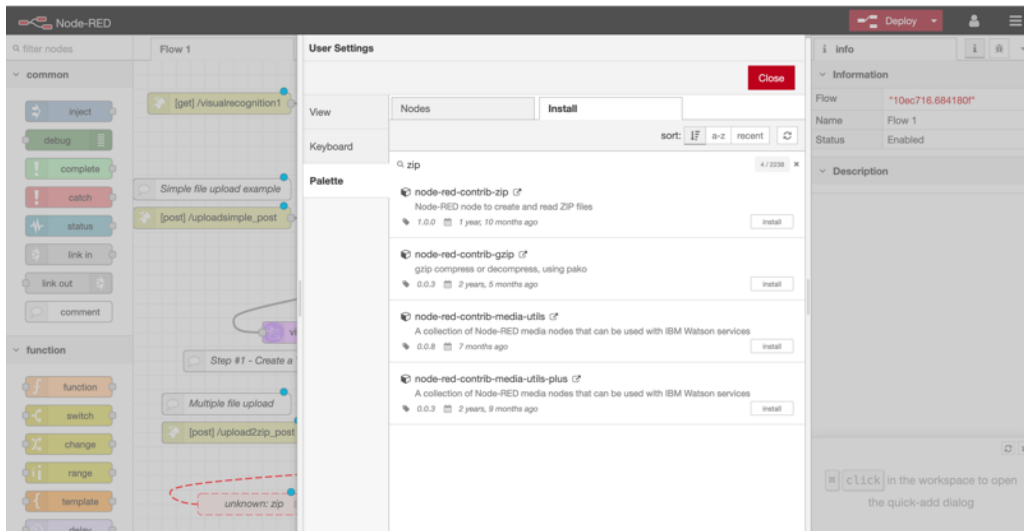 Node-RED
Deploy
filter nodes
common
inject
debug
complete
catch
status
link in
link out
comment
function
function
switch
change
range
template
delay
Flow 1
[get] /visualrecognition1
Simple file upload example
[post] /uploadsimple_post
vi
Step #1 - Create a
Multiple file upload
[post] /upload2zip_post
unknown: zip
User Settings
Close
View
Keyboard
Palette
Nodes
Install
sort: a-z recent
zip
4 / 2238
node-red-contrib-zip
Node-RED node to create and read ZIP files
1.0.0 1 year, 10 months ago
install
node-red-contrib-gzip
gzip compress or decompress, using pako
0.0.3 2 years, 5 months ago
install
node-red-contrib-media-utils
A collection of Node-RED media nodes that can be used with IBM Watson services
0.0.8 7 months ago
install
node-red-contrib-media-utils-plus
A collection of Node-RED media nodes that can be used with IBM Watson services
0.0.3 2 years, 9 months ago
install
i info
i
Information
Flow "10ec716.684180f"
Name Flow 1
Status Enabled
Description
⌘ click in the workspace to open
the quick-add dialog